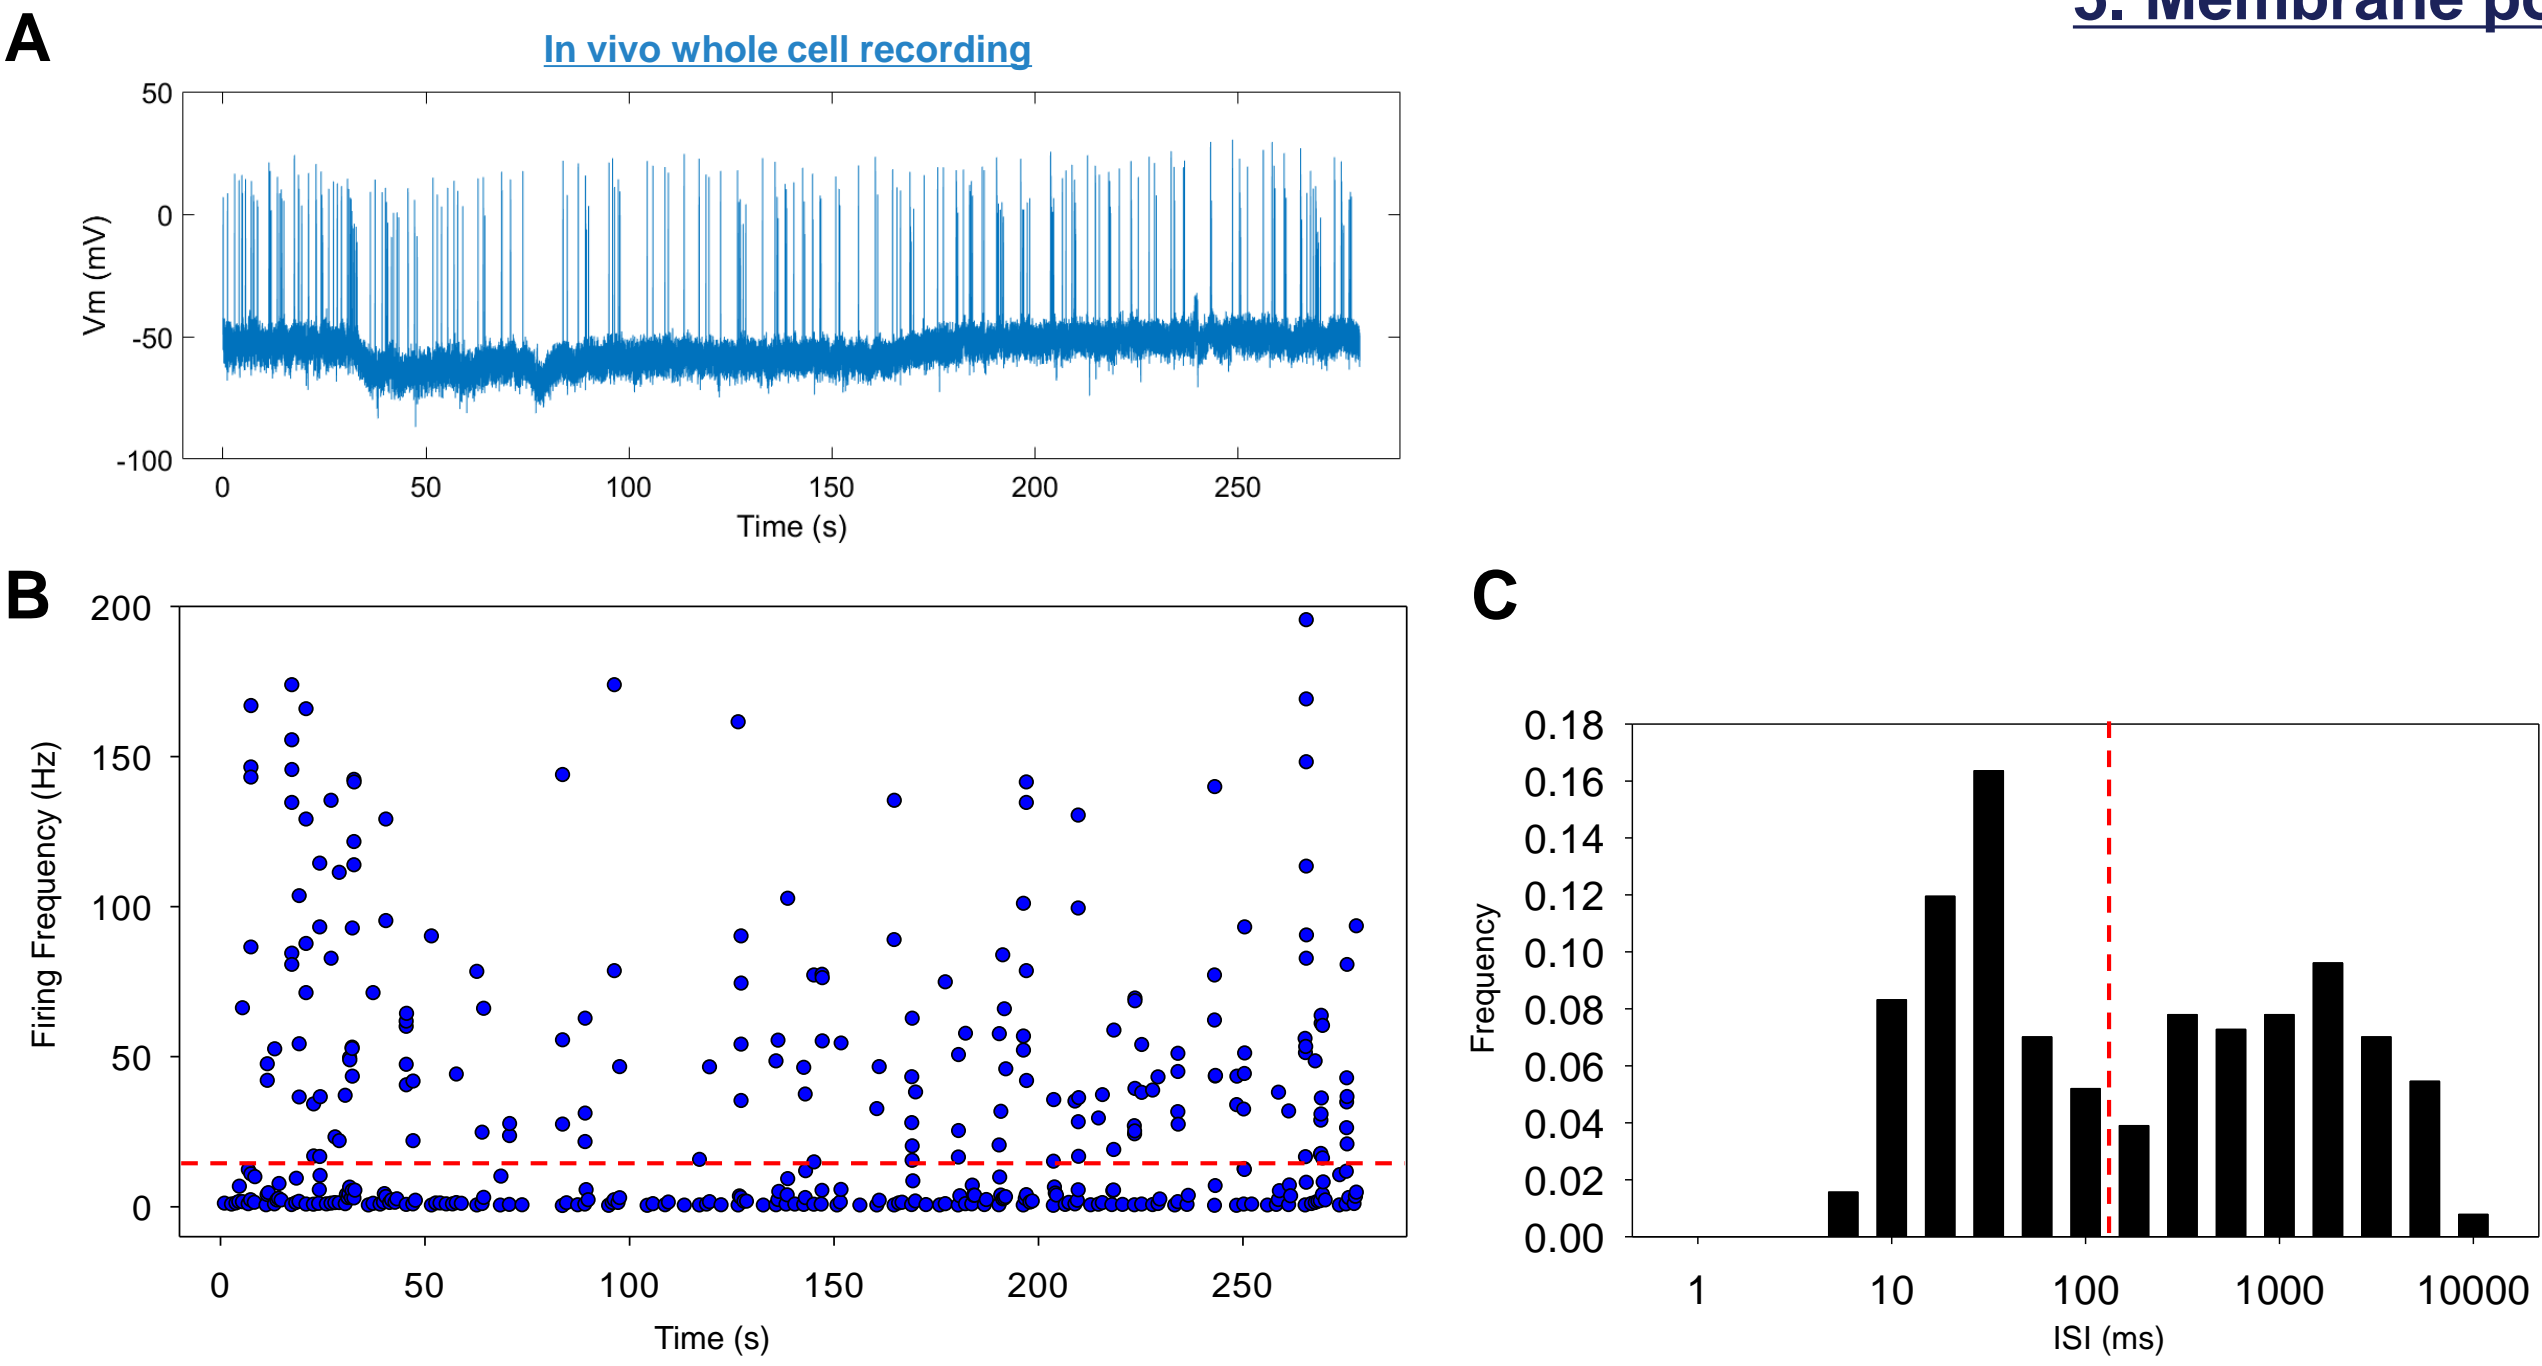 A
In vivo whole cell recording
50
0
-50
-100
Vm (mV)
0 50 100 150 200 250
Time (s)
B
200
150
100
50
0
Firing Frequency (Hz)
0 50 100 150 200 250
Time (s)
C
0.18
0.16
0.14
0.12
0.10
0.08
0.06
0.04
0.02
0.00
Frequency
1 10 100 1000 10000
ISI (ms)